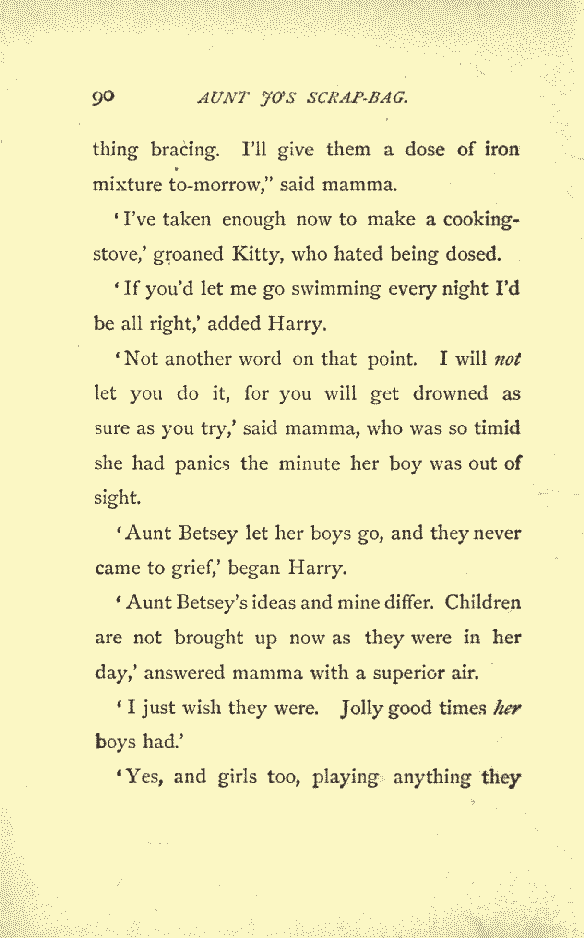 90 AUNT JO'S SCRAP-BAG.
thing bracing. I'll give them a dose of iron
mixture to-morrow,” said mamma.
‘I've taken enough now to make a cooking-
stove,’ groaned Kitty, who hated being dosed.
‘If you'd let me go swimming every night I'd
be all right,’ added Harry.
‘Not another word on that point. I will not
let you do it, for you will get drowned as
sure as you try,’ said mamma, who was so timid
she had panics the minute her boy was out of
sight.
‘Aunt Betsey let her boys go, and they never
came to grief,’ began Harry.
‘Aunt Betsey's ideas and mine differ. Children
are not brought up now as they were in her
day,’ answered mamma with a superior air.
‘I just wish they were. Jolly good times her
boys had.’
‘Yes, and girls too, playing anything they